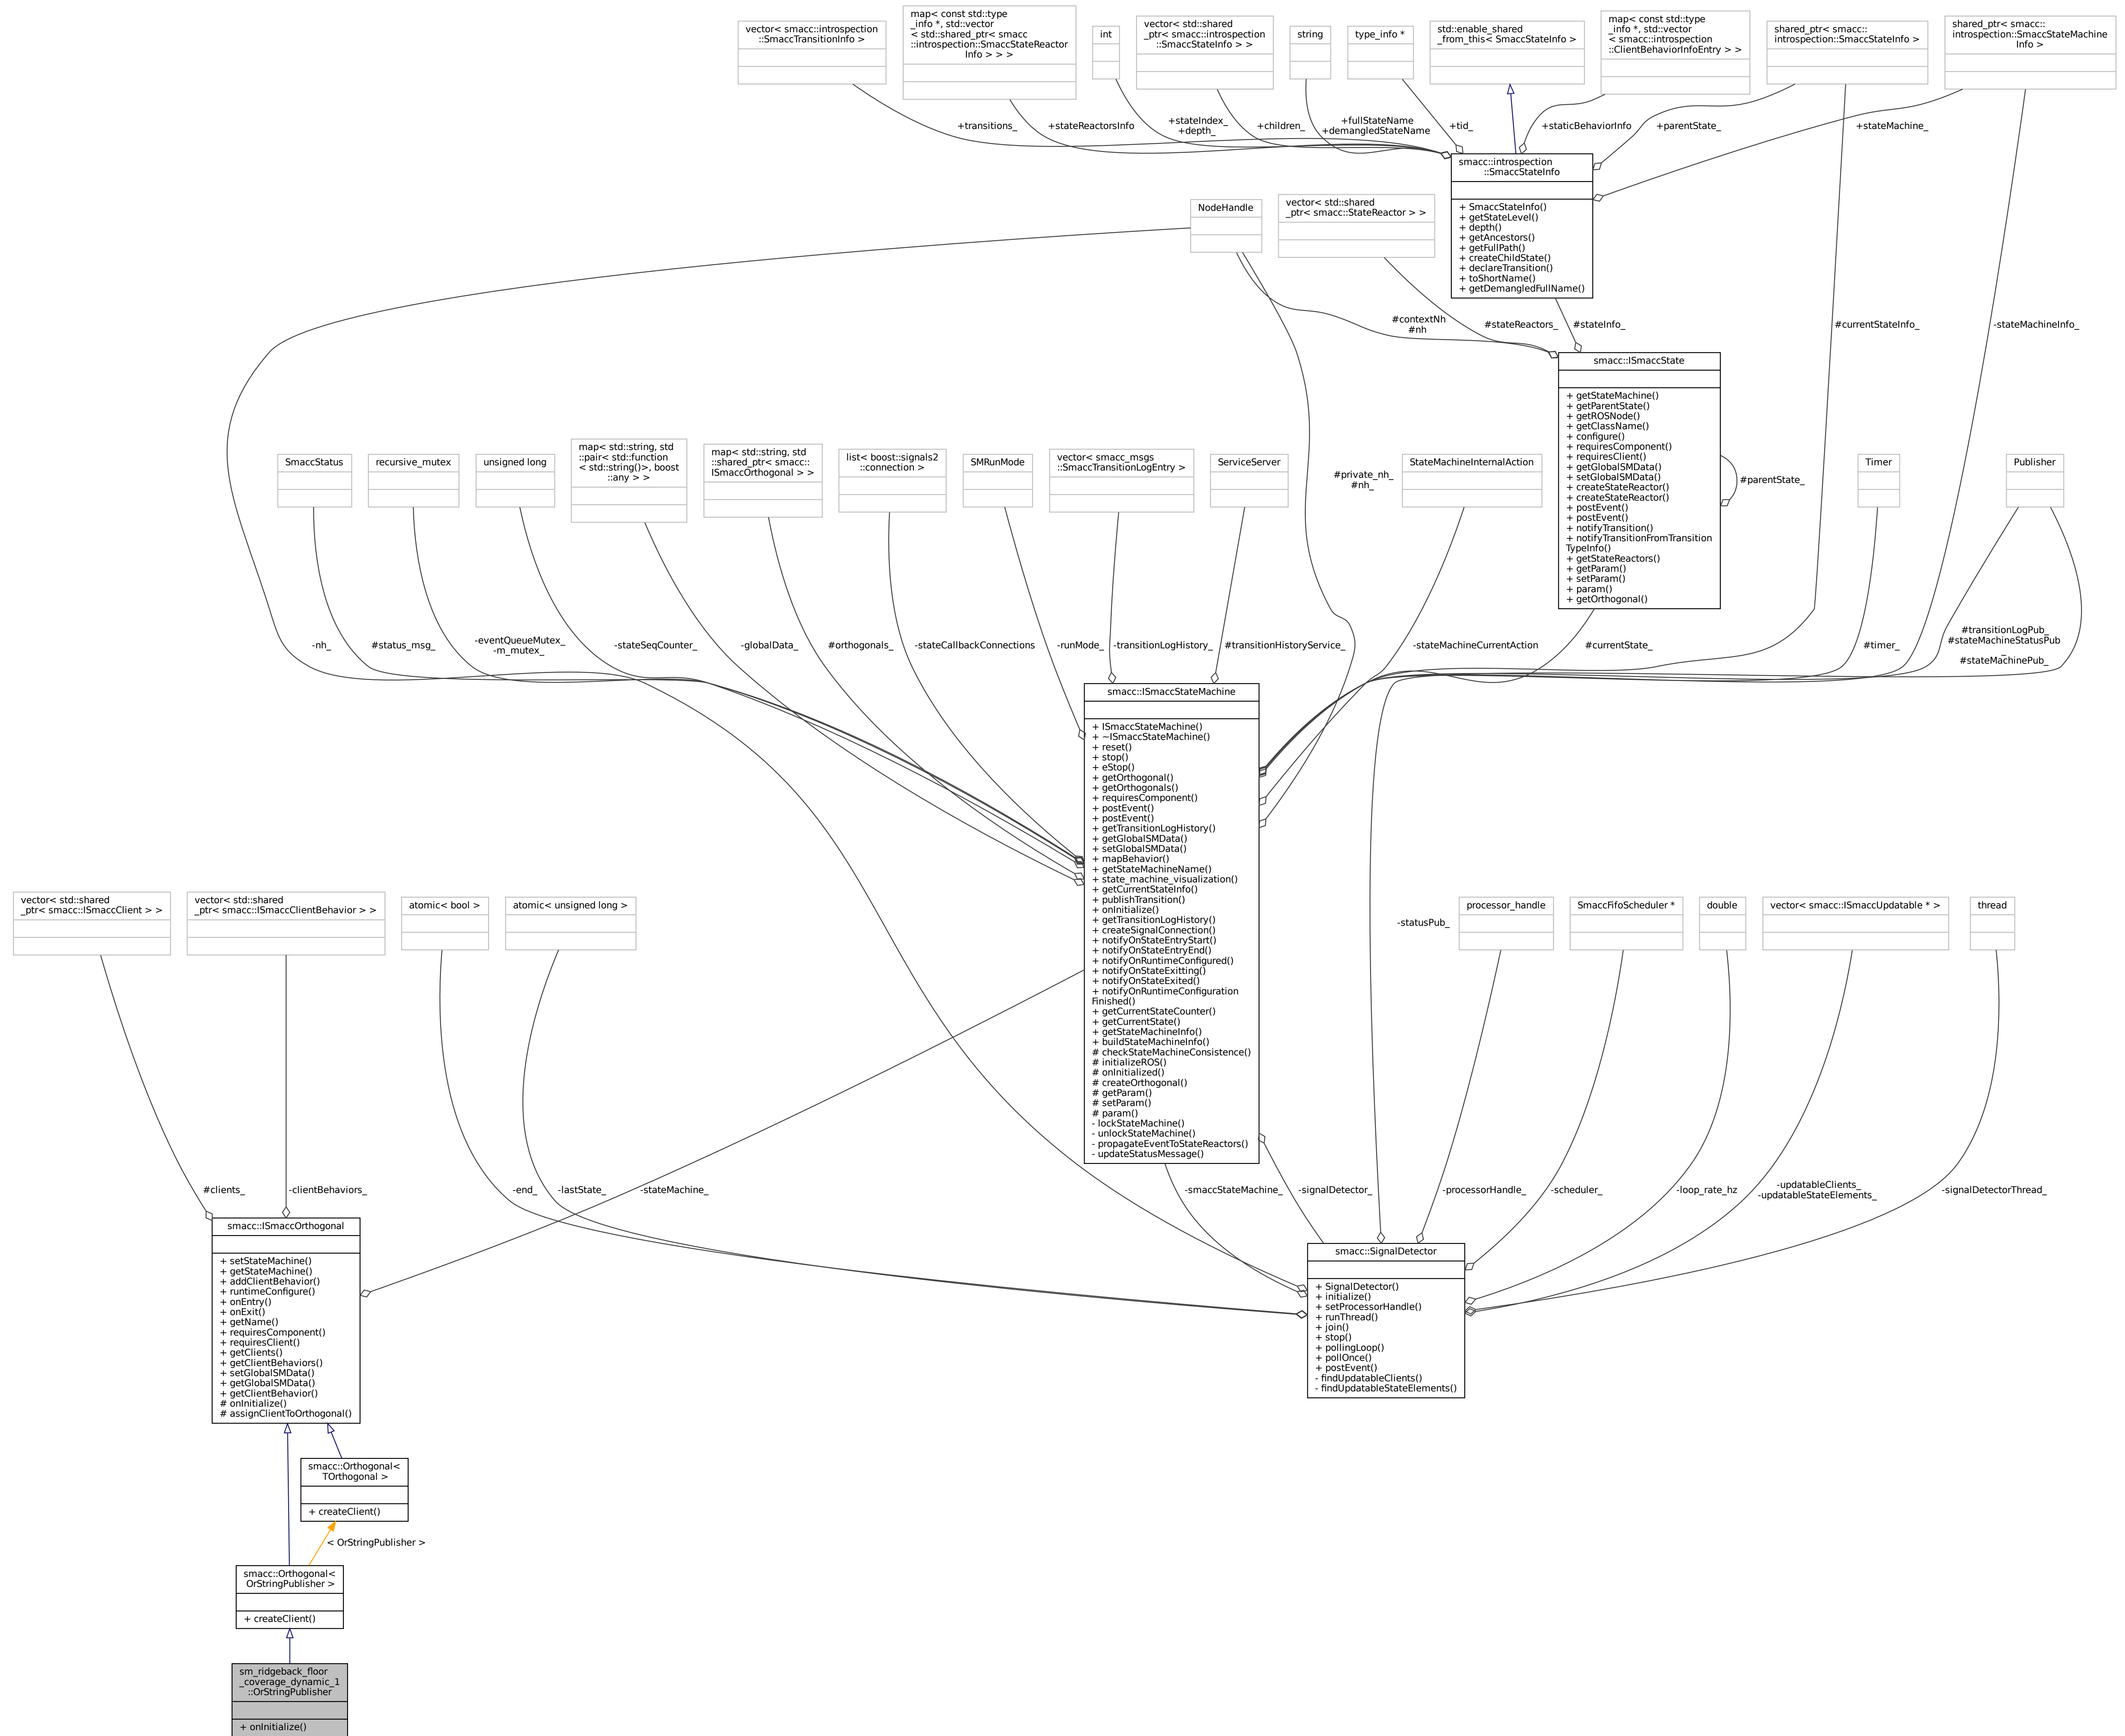 vector< smacc::introspection
::SmaccTransitionInfo >
map< const std::type
_info *, std::vector
< std::shared_ptr< smacc
::introspection::SmaccStateReactor
Info > > >
int
vector< std::shared
_ptr< smacc::introspection
::SmaccStateInfo > >
string
type_info *
std::enable_shared
_from_this< SmaccStateInfo >
map< const std::type
_info *, std::vector
< smacc::introspection
::ClientBehaviorInfoEntry > >
shared_ptr< smacc::
introspection::SmaccStateInfo >
shared_ptr< smacc::
introspection::SmaccStateMachine
Info >
+transitions_
+stateReactorsInfo
+stateIndex_
+depth_
+children_
+fullStateName
+demangledStateName
+tid_
+staticBehaviorInfo
+parentState_
+stateMachine_
smacc::introspection
::SmaccStateInfo
+ SmaccStateInfo()
+ getStateLevel()
+ depth()
+ getAncestors()
+ getFullPath()
+ createChildState()
+ declareTransition()
+ toShortName()
+ getDemangledFullName()
NodeHandle
vector< std::shared
_ptr< smacc::StateReactor > >
#contextNh
#nh
#stateReactors_
#stateInfo_
#currentStateInfo_
-stateMachineInfo_
smacc::ISmaccState
+ getStateMachine()
+ getParentState()
+ getROSNode()
+ getClassName()
+ configure()
+ requiresComponent()
+ requiresClient()
+ getGlobalSMData()
+ setGlobalSMData()
+ createStateReactor()
+ createStateReactor()
+ postEvent()
+ postEvent()
+ notifyTransition()
+ notifyTransitionFromTransition
TypeInfo()
+ getStateReactors()
+ getParam()
+ setParam()
+ param()
+ getOrthogonal()
#parentState_
SmaccStatus
recursive_mutex
unsigned long
map< std::string, std
::pair< std::function
< std::string()>, boost
::any > >
map< std::string, std
::shared_ptr< smacc::
ISmaccOrthogonal > >
list< boost::signals2
::connection >
SMRunMode
vector< smacc_msgs
::SmaccTransitionLogEntry >
ServiceServer
#private_nh_
#nh_
StateMachineInternalAction
Timer
Publisher
-nh_
#status_msg_
-eventQueueMutex_
-m_mutex_
-stateSeqCounter_
-globalData_
#orthogonals_
-stateCallbackConnections
-runMode_
-transitionLogHistory_
#transitionHistoryService_
-stateMachineCurrentAction
#currentState_
#timer_
#transitionLogPub_
#stateMachineStatusPub
_
#stateMachinePub_
smacc::ISmaccStateMachine
+ ISmaccStateMachine()
+ ~ISmaccStateMachine()
+ reset()
+ stop()
+ eStop()
+ getOrthogonal()
+ getOrthogonals()
+ requiresComponent()
+ postEvent()
+ postEvent()
+ getTransitionLogHistory()
+ getGlobalSMData()
+ setGlobalSMData()
+ mapBehavior()
+ getStateMachineName()
+ state_machine_visualization()
+ getCurrentStateInfo()
+ publishTransition()
+ onInitialize()
+ getTransitionLogHistory()
+ createSignalConnection()
+ notifyOnStateEntryStart()
+ notifyOnStateEntryEnd()
+ notifyOnRuntimeConfigured()
+ notifyOnStateExitting()
+ notifyOnStateExited()
+ notifyOnRuntimeConfiguration
Finished()
+ getCurrentStateCounter()
+ getCurrentState()
+ getStateMachineInfo()
+ buildStateMachineInfo()
# checkStateMachineConsistence()
# initializeROS()
# onInitialized()
# createOrthogonal()
# getParam()
# setParam()
# param()
- lockStateMachine()
- unlockStateMachine()
- propagateEventToStateReactors()
- updateStatusMessage()
vector< std::shared
_ptr< smacc::ISmaccClient > >
vector< std::shared
_ptr< smacc::ISmaccClientBehavior > >
atomic< bool >
atomic< unsigned long >
-statusPub_
processor_handle
SmaccFifoScheduler *
double
vector< smacc::ISmaccUpdatable * >
thread
#clients_
-clientBehaviors_
-end_
-lastState_
-stateMachine_
-smaccStateMachine_
-signalDetector_
-processorHandle_
-scheduler_
-loop_rate_hz
-updatableClients_
-updatableStateElements_
-signalDetectorThread_
smacc::ISmaccOrthogonal
+ setStateMachine()
+ getStateMachine()
+ addClientBehavior()
+ runtimeConfigure()
+ onEntry()
+ onExit()
+ getName()
+ requiresComponent()
+ requiresClient()
+ getClients()
+ getClientBehaviors()
+ setGlobalSMData()
+ getGlobalSMData()
+ getClientBehavior()
# onInitialize()
# assignClientToOrthogonal()
smacc::SignalDetector
+ SignalDetector()
+ initialize()
+ setProcessorHandle()
+ runThread()
+ join()
+ stop()
+ pollingLoop()
+ pollOnce()
+ postEvent()
- findUpdatableClients()
- findUpdatableStateElements()
smacc::Orthogonal<
TOrthogonal >
+ createClient()
< OrStringPublisher >
smacc::Orthogonal<
OrStringPublisher >
+ createClient()
sm_ridgeback_floor
_coverage_dynamic_1
::OrStringPublisher
+ onInitialize()